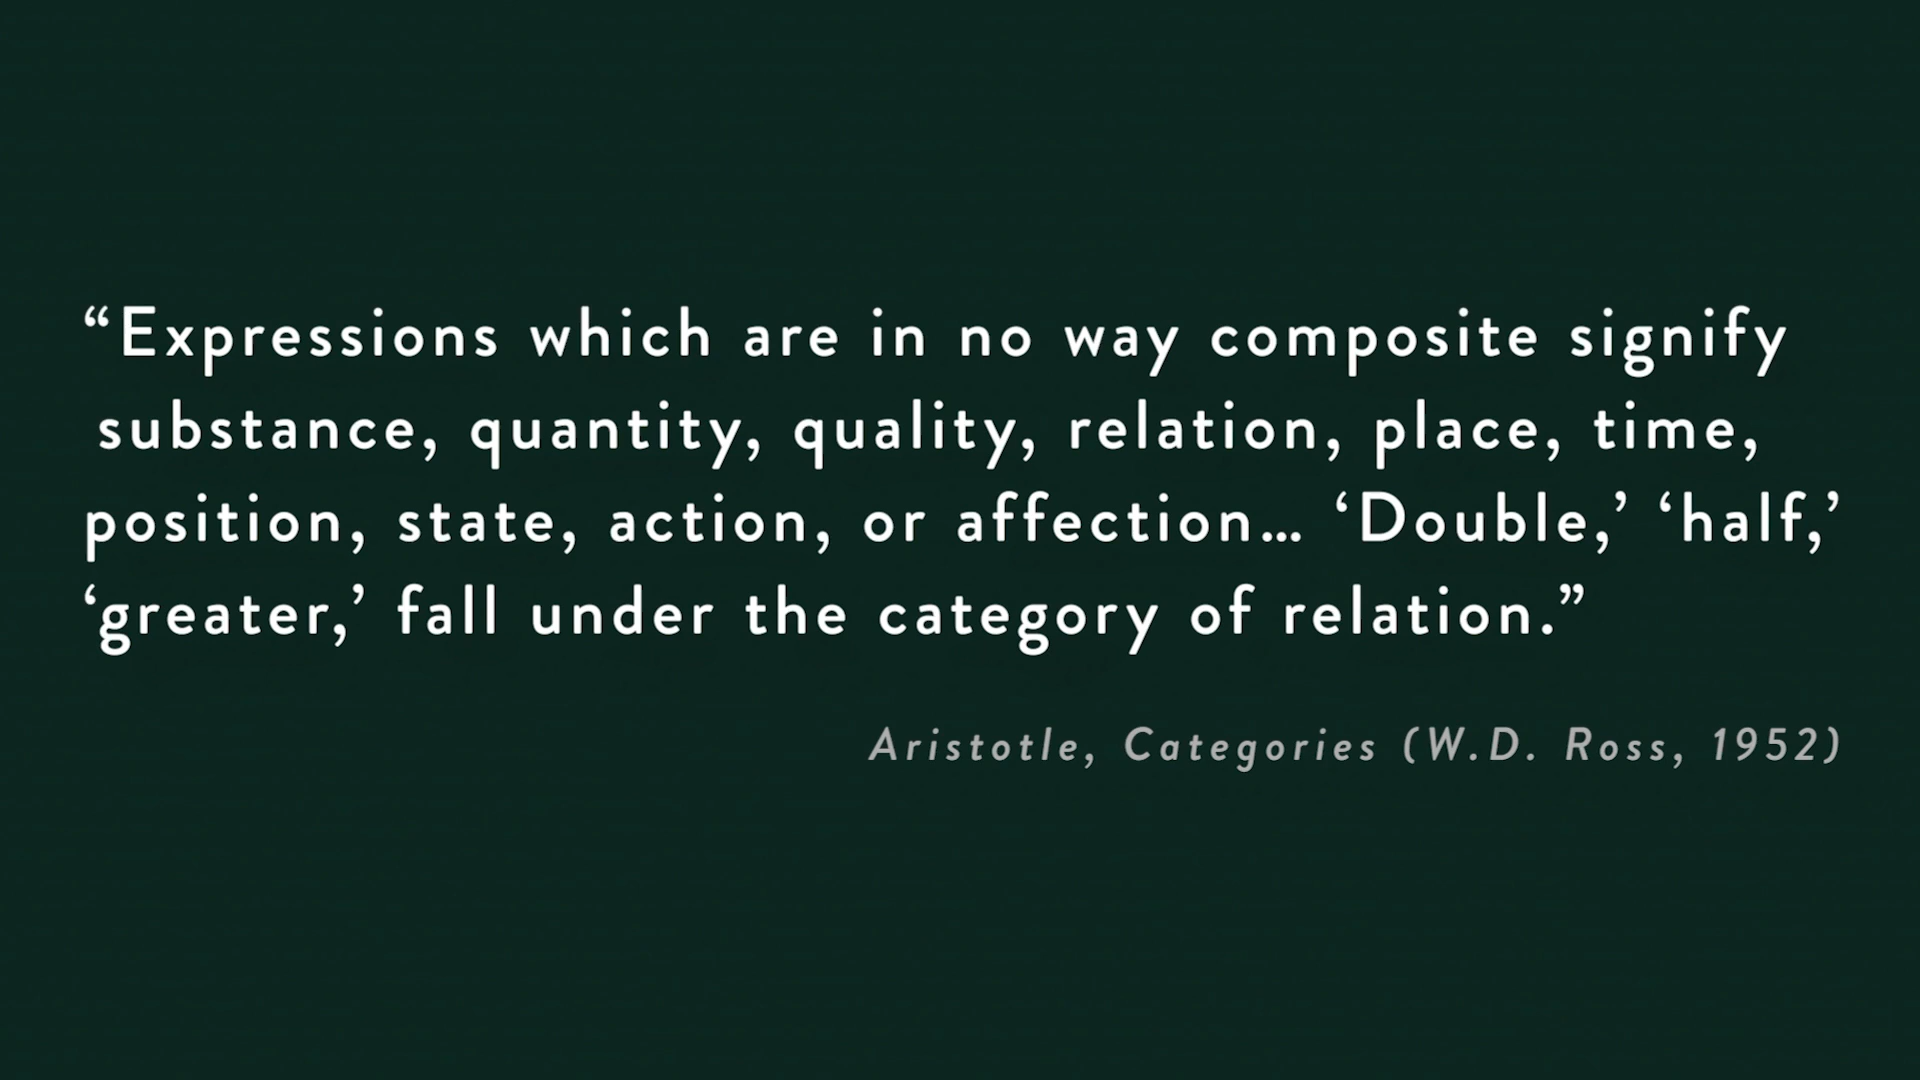 “Expressions which are in no way composite signify
substance, quantity, quality, relation, place, time,
position, state, action, or affection… ‘Double,’ ‘half,’
‘greater,’ fall under the category of relation.”
Aristotle, Categories (W.D. Ross, 1952)